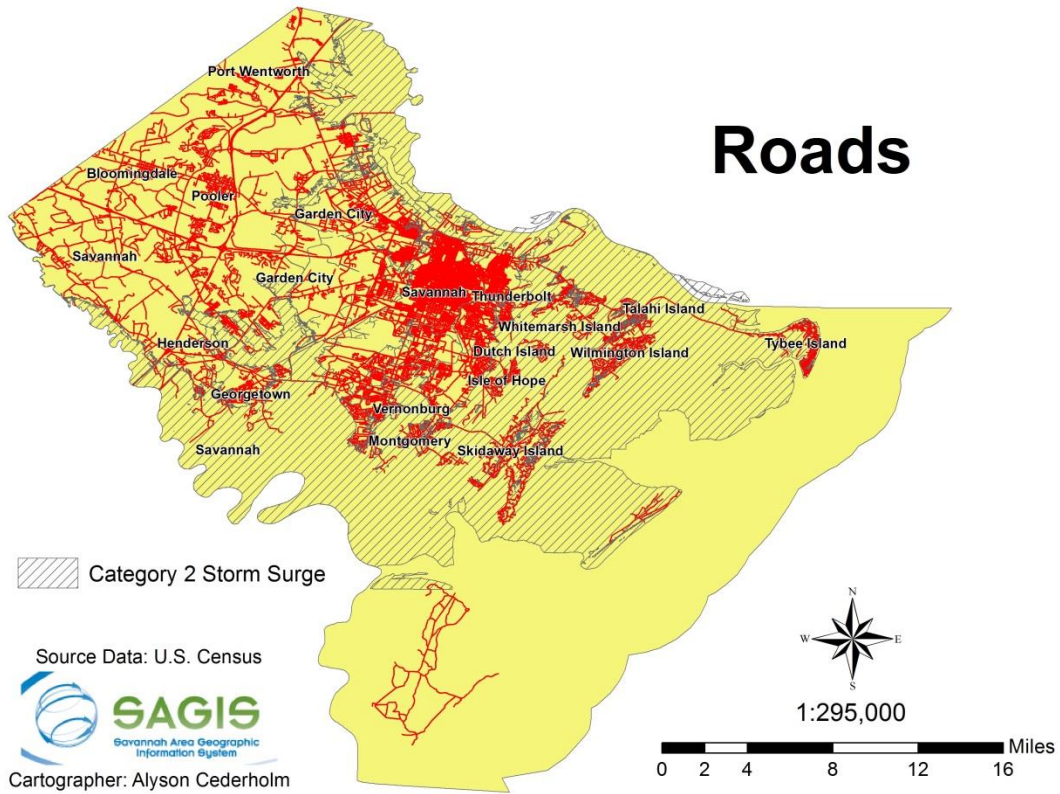 Roads
Port Wentworth
Bloomingdale
Pooler
Garden City
Savannah
Garden City
Savannah
Thunderbolt
Talahi Island
Whitemarsh Island
Tybee Island
Henderson
Dutch Island
Wilmington Island
Isle of Hope
Georgetown
Vernonburg
Montgomery
Savannah
Skidaway Island
Category 2 Storm Surge
Source Data: U.S. Census
SAGIS
Savannah Area Geographic
Information System
Cartographer: Alyson Cederholm
N
W
E
S
1:295,000
Miles
0 2 4 8 12 16